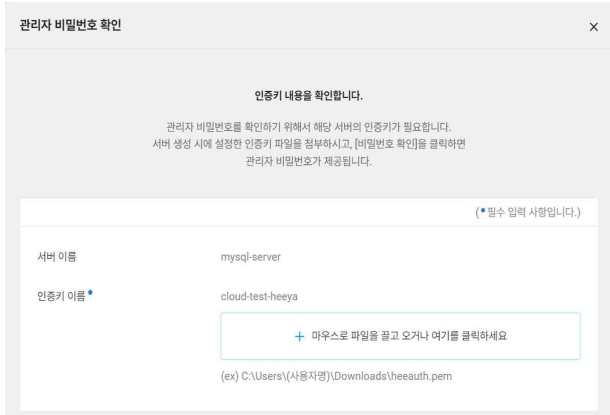 관리자 비밀번호 확인
×
인증키 내용을 확인합니다.
관리자 비밀번호를 확인하기 위해서 해당 서버의 인증키가 필요합니다.
서버 생성 시에 설정한 인증키 파일을 첨부하시고, [비밀번호 확인]을 클릭하면
관리자 비밀번호가 제공됩니다.
(• 필수 입력 사항입니다.)
서버 이름 mysql-server
인증키 이름 • cloud-test-heeya
+ 마우스로 파일을 끌고 오거나 여기를 클릭하세요
(ex) C:\Users\(사용자명)\Downloads\heeauth.pem